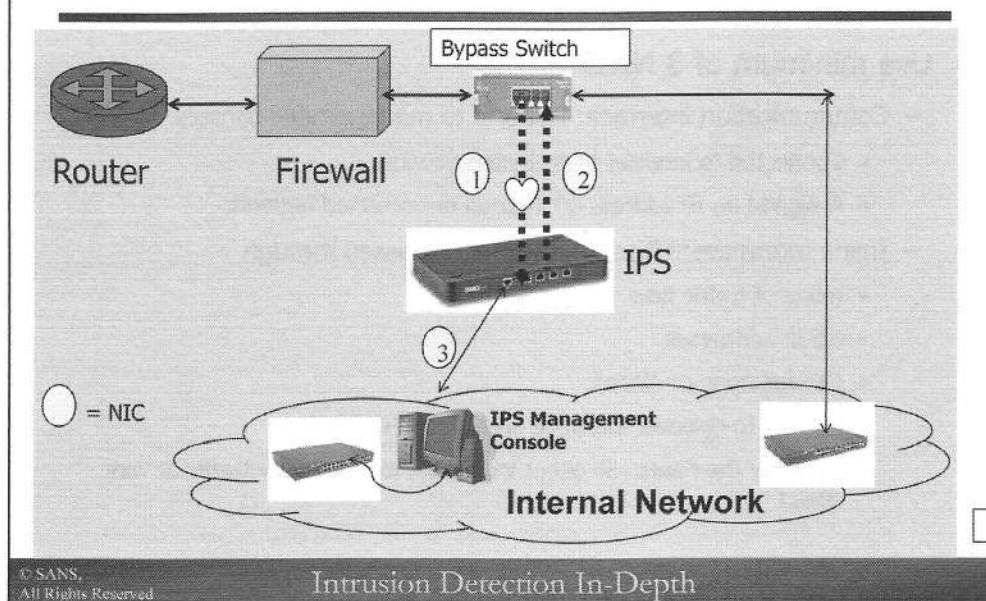 Bypass Switch
Router
Firewall
1
2
IPS
3
= NIC
IPS Management
Console
Internal Network
© SANS,
All Rights Reserved
Intrusion Detection In-Depth